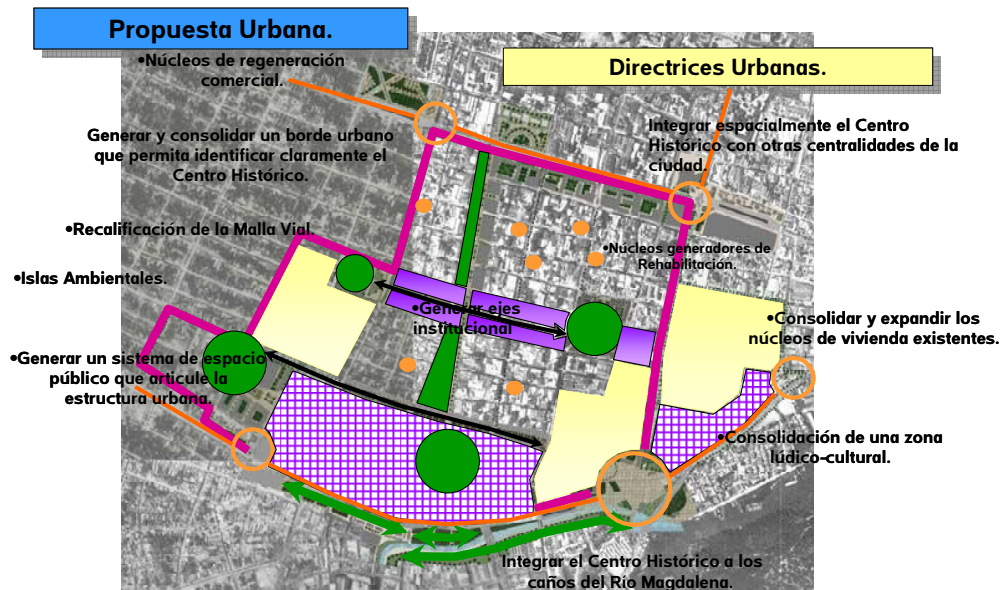 Propuesta Urbana.
Directrices Urbanas.
•Núcleos de regeneración
comercial.
Generar y consolidar un borde urbano
que permita identificar claramente el
Centro Histórico.
Integrar espacialmente el Centro
Histórico con otras centralidades de la
ciudad.
•Recalificación de la Malla Vial.
•Núcleos generadores de
Rehabilitación.
•Islas Ambientales.
•Generar ejes
institucional
•Consolidar y expandir los
núcleos de vivienda existentes.
•Generar un sistema de espacio
público que articule la
estructura urbana.
•Consolidación de una zona
lúdico-cultural.
Integrar el Centro Histórico a los
caños del Río Magdalena.